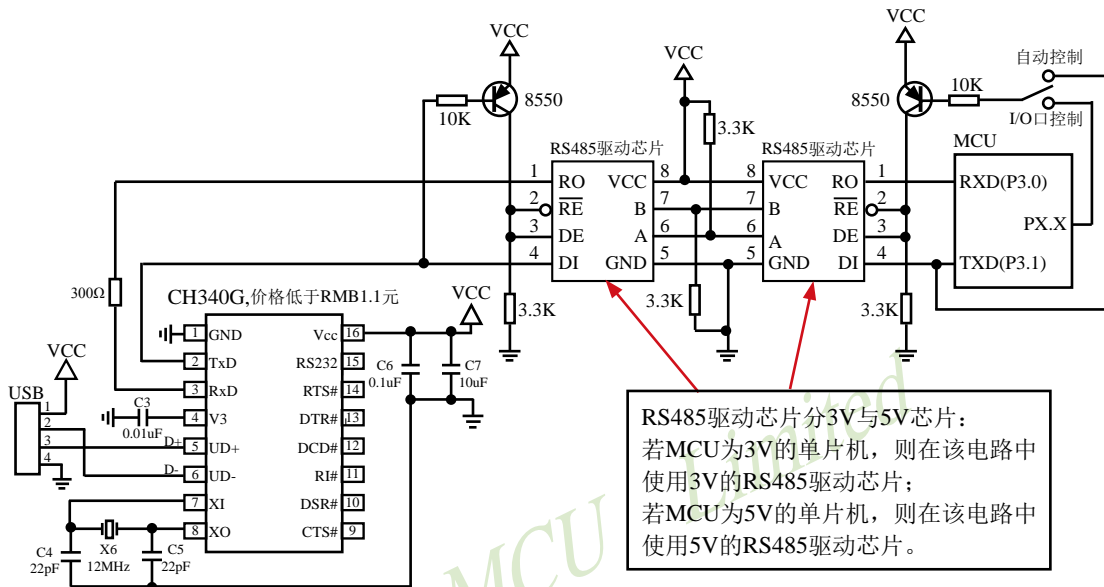 VCC
VCC
VCC
自动控制
10K
8550
8550
10K
I/O口控制
3.3K
MCU
RS485驱动芯片
RS485驱动芯片
1 RO VCC 8
8 VCC RO 1
RXD(P3.0)
2 RE B 7
7 B RE 2
PX.X
3 DE A 6
6 A DE 3
4 DI GND 5
5 GND DI 4
TXD(P3.1)
300Ω
CH340G,价格低于RMB1.1元
VCC
3.3K
3.3K
3.3K
1 GND Vcc 16
2 TxD RS232 15
3 RxD RTS# 14
4 V3 DTR# 13
5 UD+ DCD# 12
6 UD- RI# 11
7 XI DSR# 10
8 XO CTS# 9
C6
0.1uF
C7
10uF
VCC
USB
1
2
3
4
C3
0.01uF
D+
D-
C4
22pF
X6
12MHz
C5
22pF
RS485驱动芯片分3V与5V芯片：
若MCU为3V的单片机，则在该电路中
使用3V的RS485驱动芯片；
若MCU为5V的单片机，则在该电路中
使用5V的RS485驱动芯片。
MCU Limited